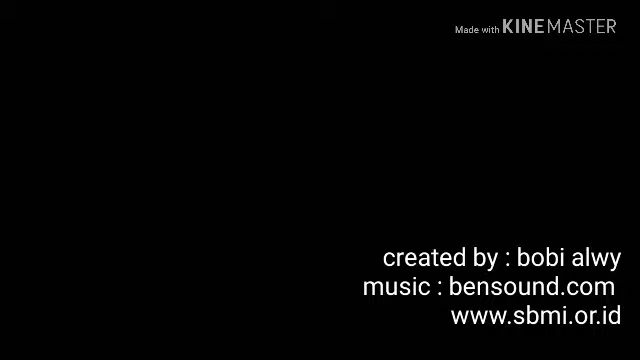 Made with KINEMASTER
created by : bobi alwy
music : bensound.com
www.sbmi.or.id